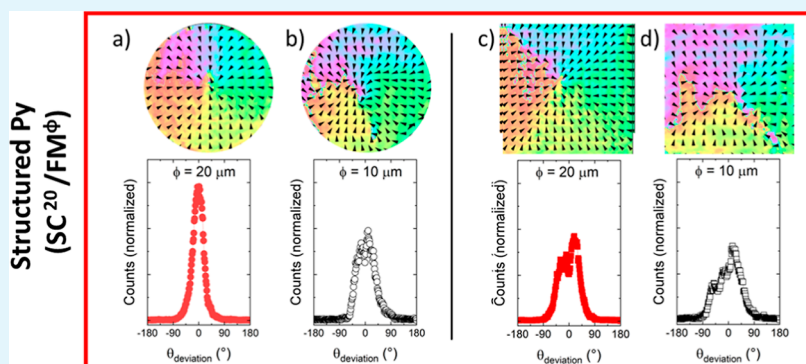 Structured Py
(SC²⁰/FMᶲ)
a)
b)
c)
d)
ϕ = 20 μm
ϕ = 10 μm
ϕ = 20 μm
ϕ = 10 μm
Counts (normalized)
Counts (normalized)
Counts (normalized)
Counts (normalized)
-180 -90 0 90 180
-180 -90 0 90 180
-180 -90 0 90 180
-180 -90 0 90 180
θdeviation (°)
θdeviation (°)
θdeviation (°)
θdeviation (°)